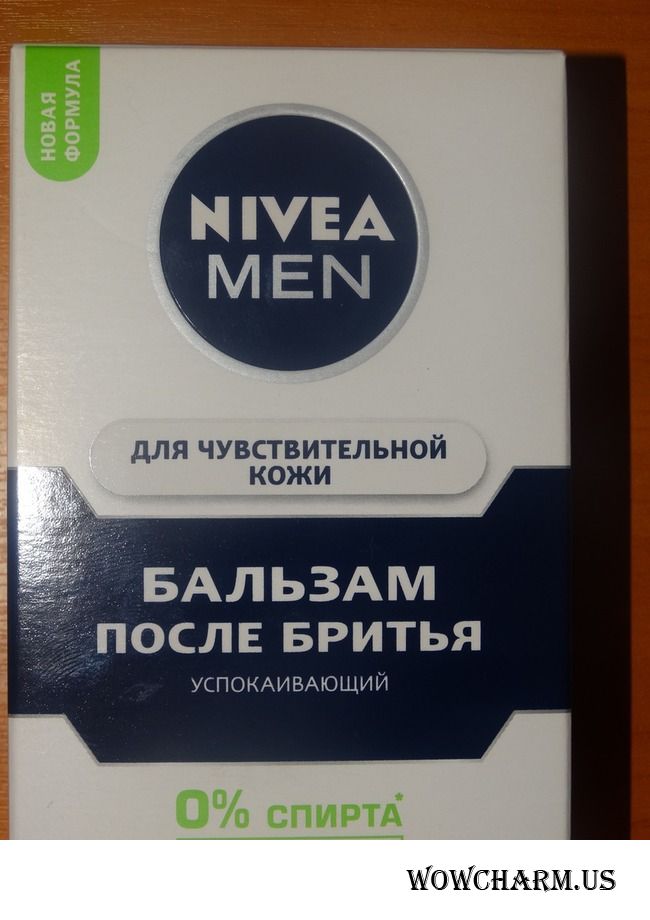 НОВАЯ
ФОРМУЛА
NIVEA
MEN
ДЛЯ ЧУВСТВИТЕЛЬНОЙ
КОЖИ
БАЛЬЗАМ
ПОСЛЕ БРИТЬЯ
УСПОКАИВАЮЩИЙ
0% СПИРТА*
WOWCHARM.US